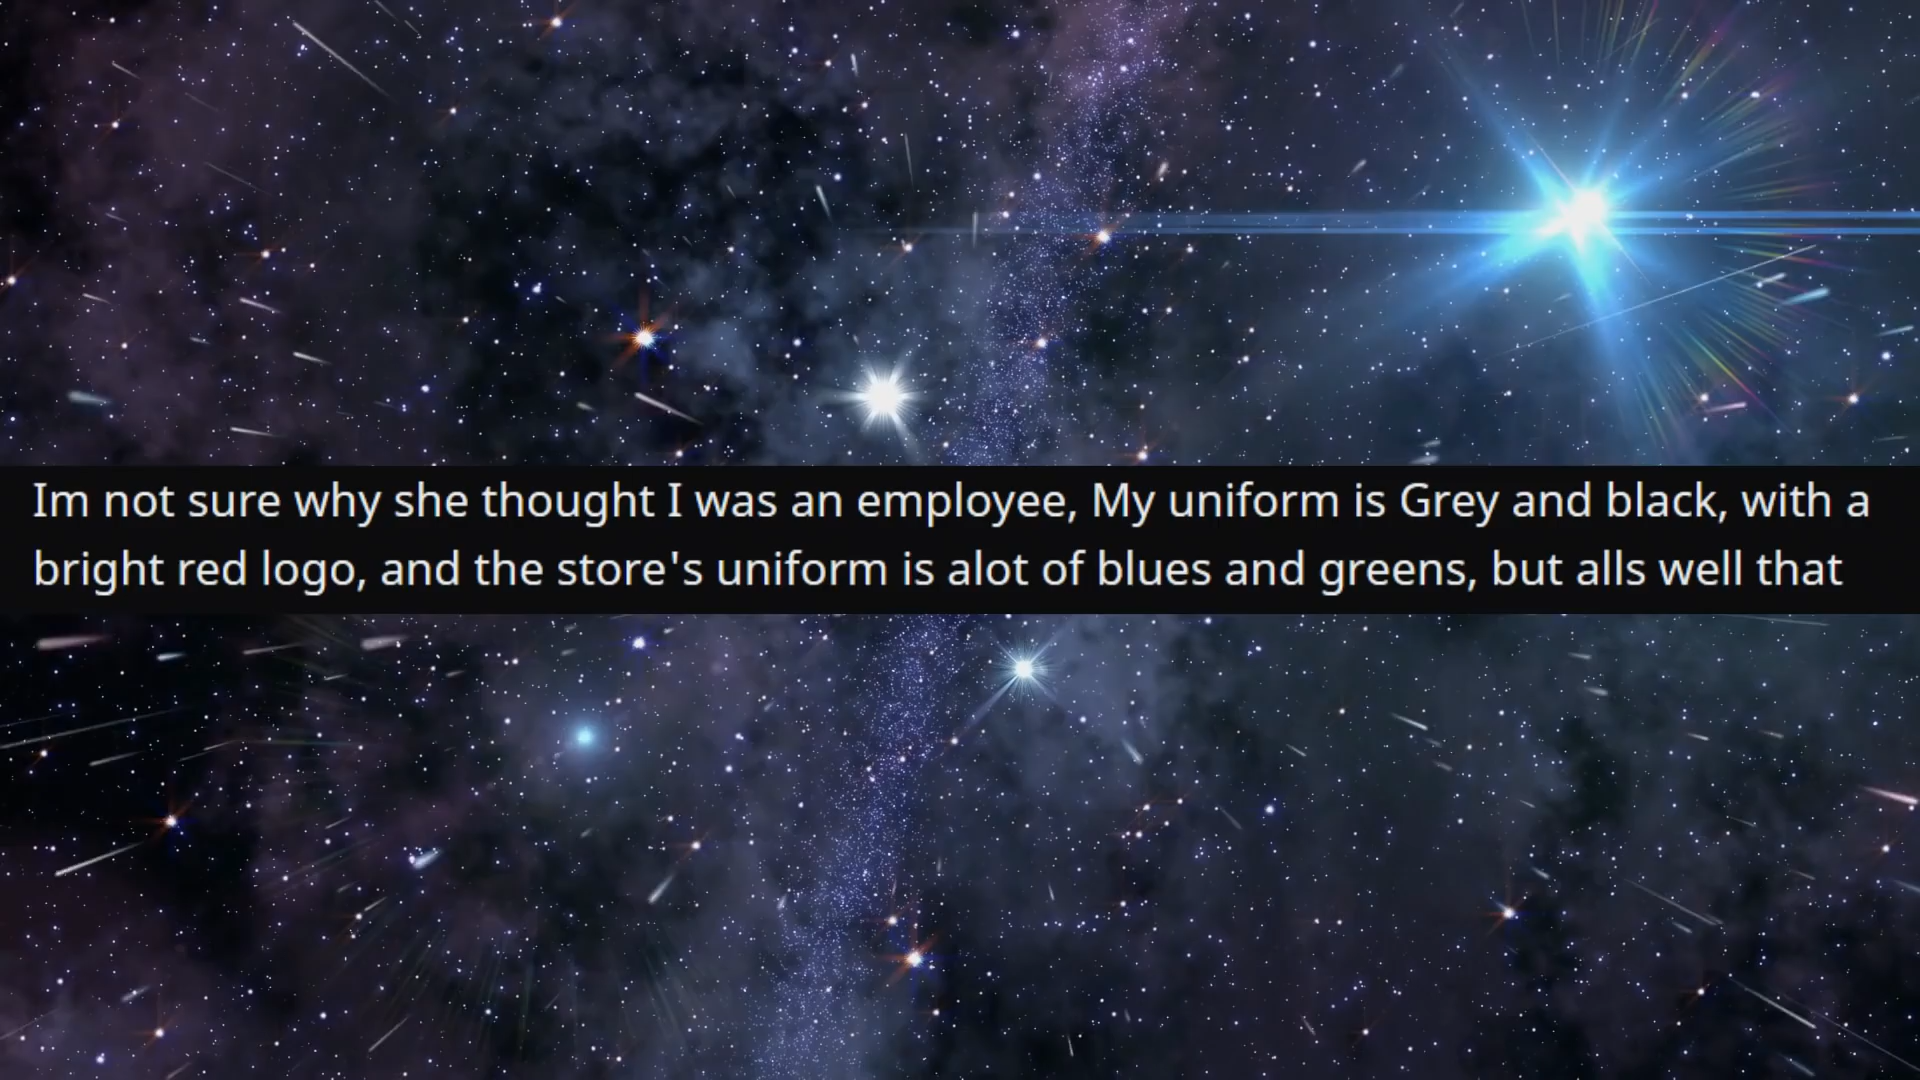 Im not sure why she thought I was an employee, My uniform is Grey and black, with a
bright red logo, and the store's uniform is alot of blues and greens, but alls well that